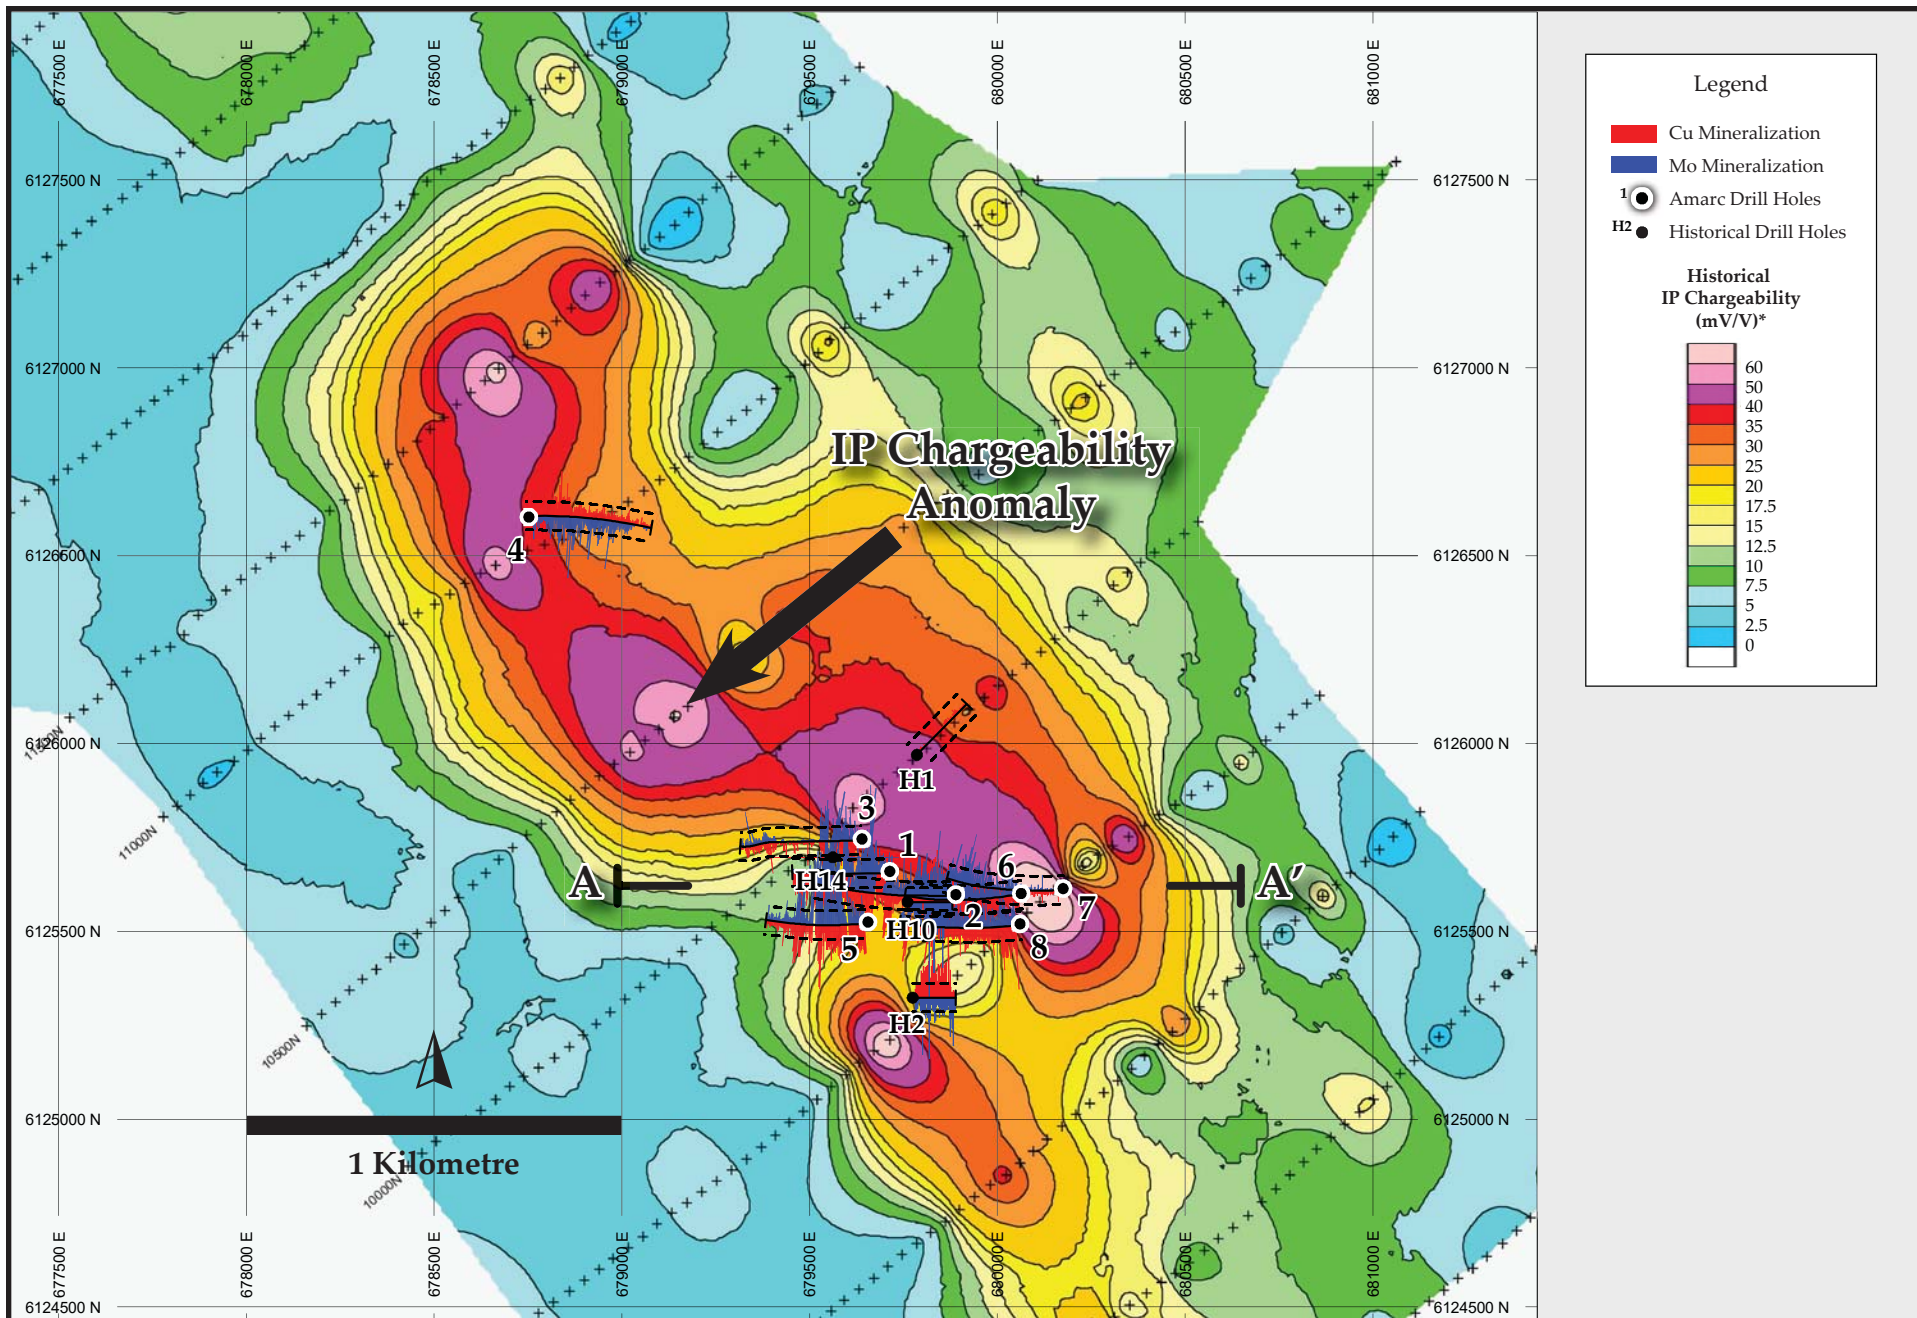 677500 E
678000 E
678500 E
679000 E
679500 E
680000 E
680500 E
681000 E
6127500 N
6127500 N
6127000 N
6127000 N
IP Chargeability
Anomaly
4
6126500 N
6126500 N
6126000 N
6126000 N
H1
3
1
11000N
6
A
H14
A′
7
2
H10
5
8
6125500 N
6125500 N
H2
10500N
6125000 N
6125000 N
1 Kilometre
10000N
677500 E
678000 E
678500 E
679000 E
679500 E
680000 E
680500 E
681000 E
6124500 N
6124500 N
Legend
Cu Mineralization
Mo Mineralization
1 Amarc Drill Holes
H2 Historical Drill Holes
Historical
IP Chargeability
(mV/V)*
60
50
40
35
30
25
20
17.5
15
12.5
10
7.5
5
2.5
0